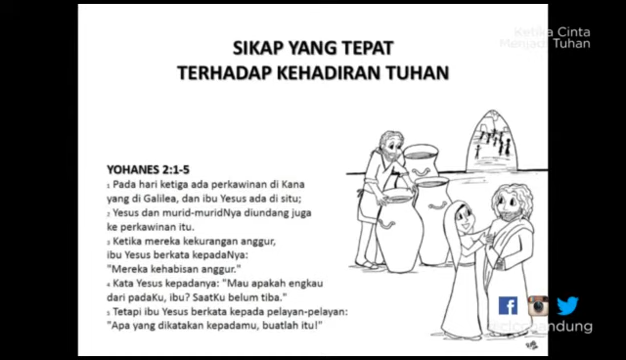 Ketika Cinta
Menjadi Tuhan
SIKAP YANG TEPAT
TERHADAP KEHADIRAN TUHAN
YOHANES 2:1-5
1 Pada hari ketiga ada perkawinan di Kana
yang di Galilea, dan ibu Yesus ada di situ;
2 Yesus dan murid-muridNya diundang juga
ke perkawinan itu.
3 Ketika mereka kekurangan anggur,
ibu Yesus berkata kepadaNya:
"Mereka kehabisan anggur."
4 Kata Yesus kepadanya: "Mau apakah engkau
dari padaKu, ibu? SaatKu belum tiba."
5 Tetapi ibu Yesus berkata kepada pelayan-pelayan:
"Apa yang dikatakan kepadamu, buatlah itu!"